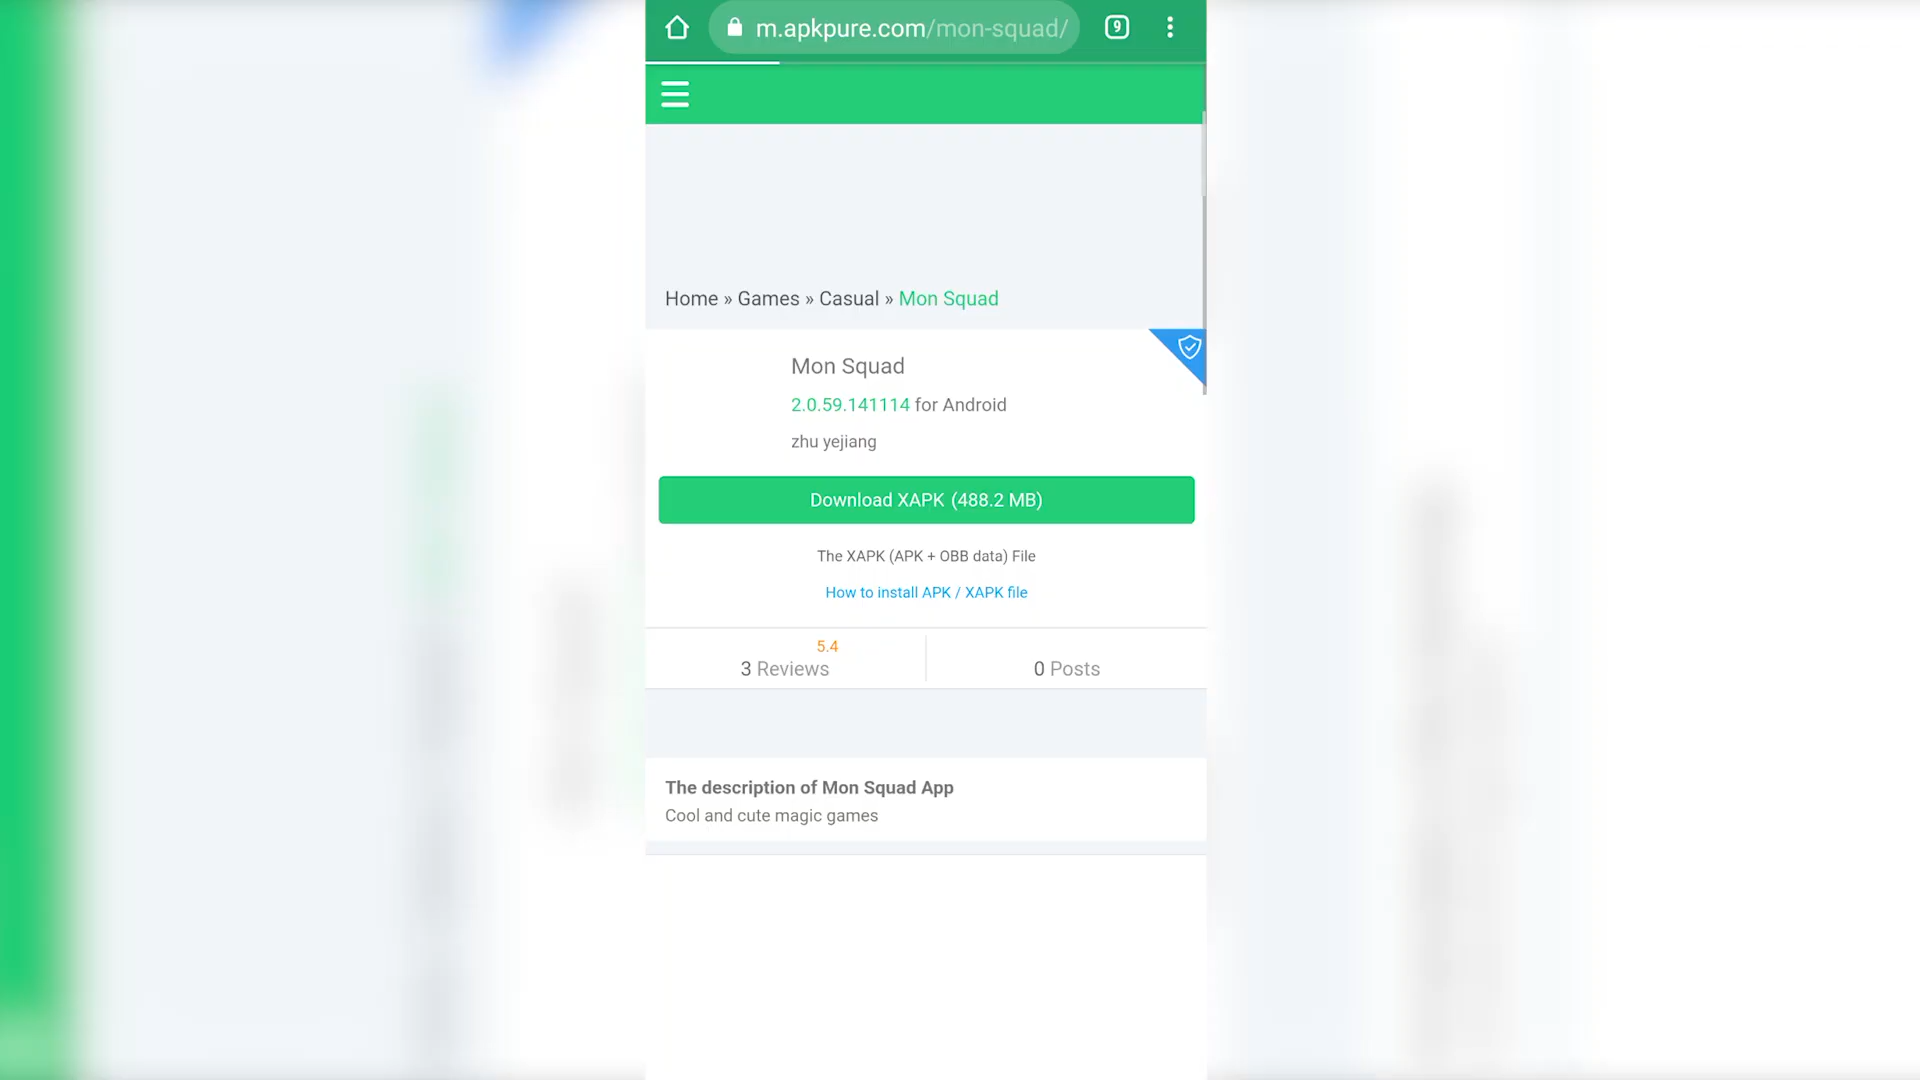 m.apkpure.com/mon-squad/
9
Home » Games » Casual » Mon Squad
Mon Squad
2.0.59.141114 for Android
zhu yejiang
Download XAPK (488.2 MB)
The XAPK (APK + OBB data) File
How to install APK / XAPK file
5.4
3 Reviews
0 Posts
The description of Mon Squad App
Cool and cute magic games